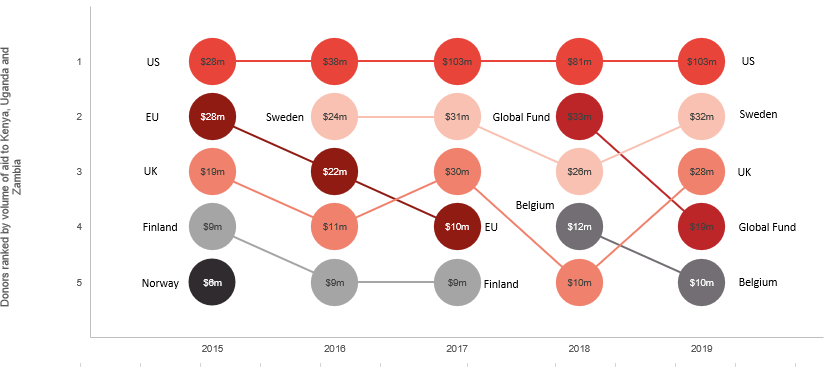 Donors ranked by volume of aid to Kenya, Uganda and
Zambia
1 US $28m $38m $103m $81m $103m US
2 EU $28m Sweden $24m $31m Global Fund $33m $32m Sweden
3 UK $19m $22m $30m $26m $28m UK
Belgium
4 Finland $9m $11m $10m EU $12m $19m Global Fund
5 Norway $6m $9m $9m Finland $10m $10m Belgium
2015 2016 2017 2018 2019